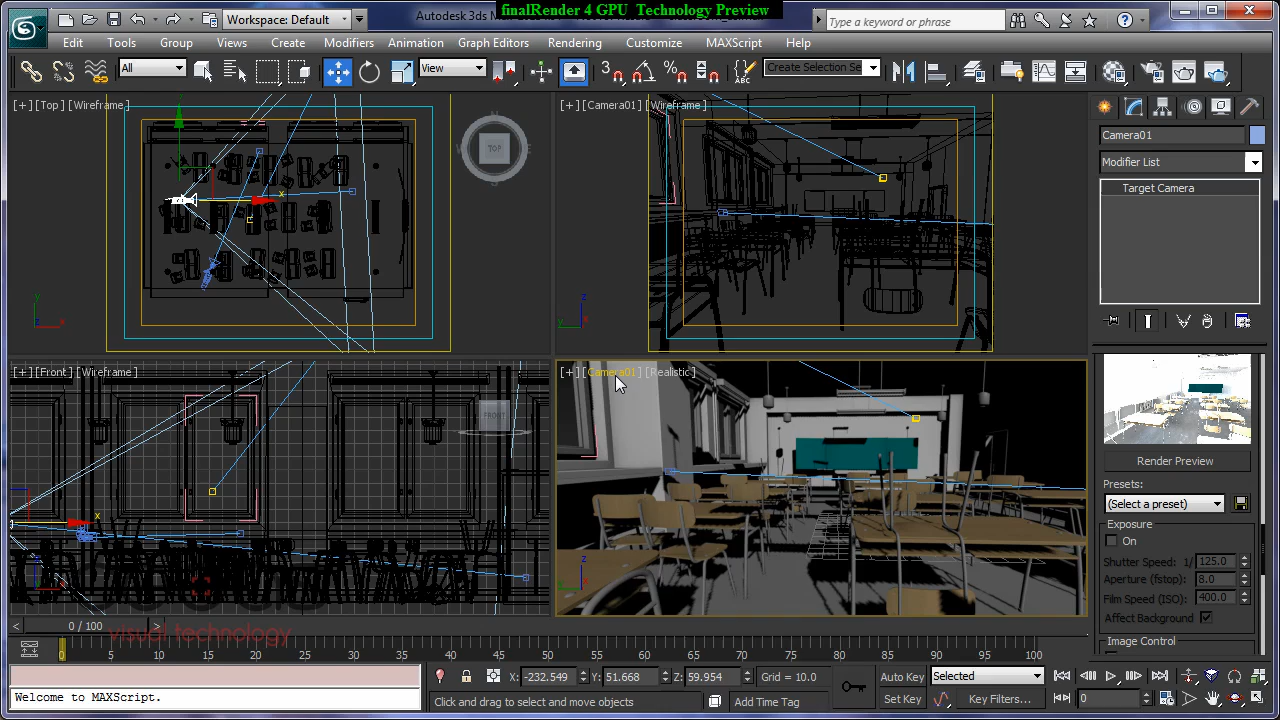 finalRender 4 GPU Technology Preview
Workspace: Default
Autodesk 3ds
Type a keyword or phrase
Edit Tools Group Views Create Modifiers Animation Graph Editors Rendering Customize MAXScript Help
All
View
3
%
ABC
Create Selection Se
[+] [Top] [Wireframe]
TOP
x
y
x
[+] [Camera01] [Wireframe]
z
y
Camera01
Modifier List
Target Camera
[+] [Front] [Wireframe]
FRONT
x
[+] [Camera01] [Realistic]
z
y
Render Preview
Presets:
(Select a preset)
Exposure
On
Shutter Speed: 1/ 125.0
Aperture (fstop): 8.0
Film Speed (ISO): 400.0
Affect Background
Image Control
< 0 / 100 >
visual technology
0 5 10 15 20 25 30 35 40 45 50 55 60 65 70 75 80 85 90 95 100
X: -232.549 Y: 51.668 Z: 59.954 Grid = 10.0
Auto Key Selected
Welcome to MAXScript.
Click and drag to select and move objects
Add Time Tag
Set Key Key Filters... 0